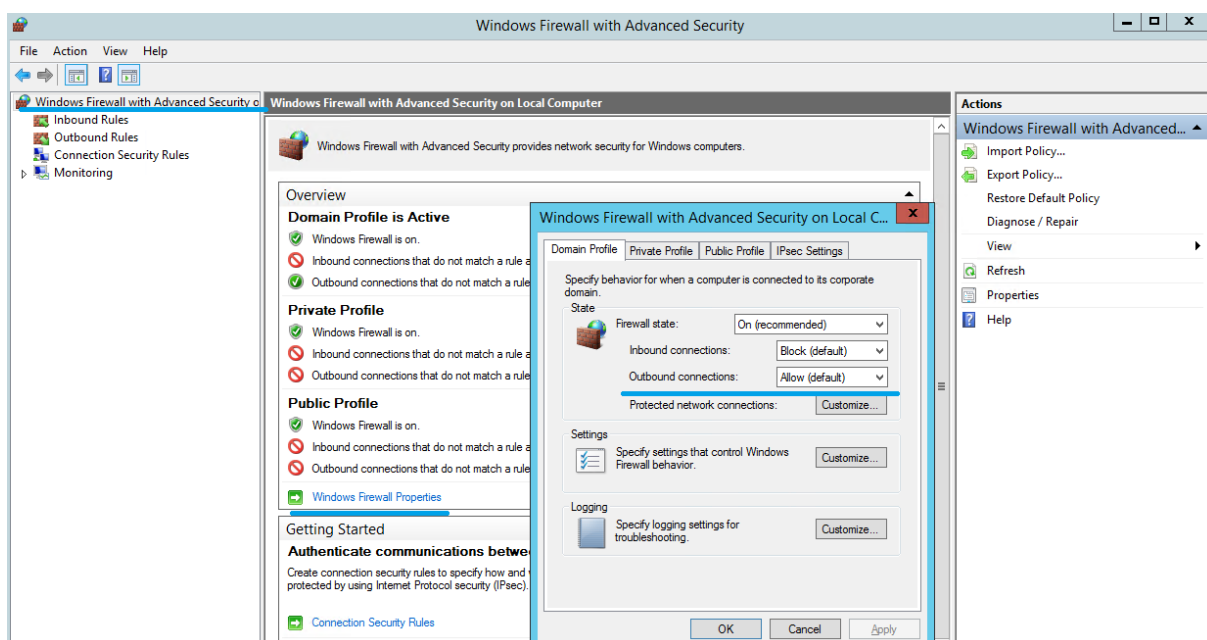 Windows Firewall with Advanced Security
File Action View Help
Windows Firewall with Advanced Security o
Inbound Rules
Outbound Rules
Connection Security Rules
Monitoring
Windows Firewall with Advanced Security on Local Computer
Windows Firewall with Advanced Security provides network security for Windows computers.
Overview
Domain Profile is Active
Windows Firewall is on.
Inbound connections that do not match a rule a
Outbound connections that do not match a rule
Private Profile
Windows Firewall is on.
Inbound connections that do not match a rule a
Outbound connections that do not match a rule
Public Profile
Windows Firewall is on.
Inbound connections that do not match a rule a
Outbound connections that do not match a rule
Windows Firewall Properties
Getting Started
Authenticate communications betwe
Create connection security rules to specify how and
protected by using Internet Protocol security (IPsec).
Connection Security Rules
Windows Firewall with Advanced Security on Local C... x
Domain Profile Private Profile Public Profile IPsec Settings
Specify behavior for when a computer is connected to its corporate
domain.
State
Firewall state: On (recommended)
Inbound connections: Block (default)
Outbound connections: Allow (default)
Protected network connections: Customize...
Settings
Specify settings that control Windows
Firewall behavior.
Customize...
Logging
Specify logging settings for
troubleshooting.
Customize...
OK Cancel Apply
Actions
Windows Firewall with Advanced...
Import Policy...
Export Policy...
Restore Default Policy
Diagnose / Repair
View
Refresh
Properties
Help